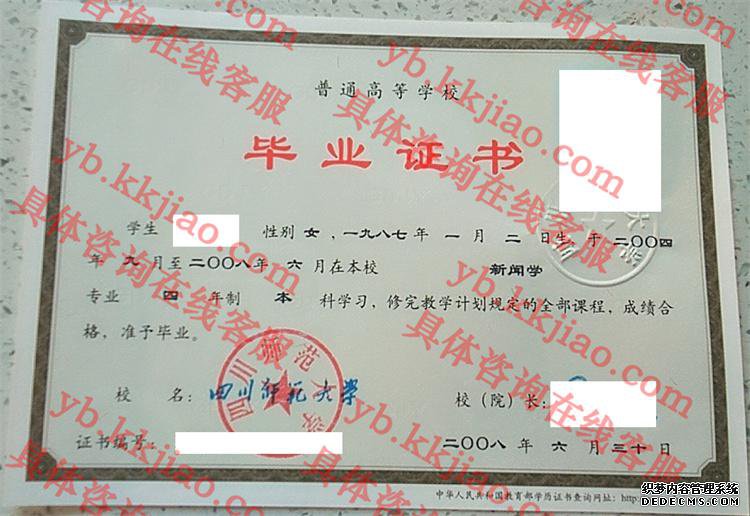 普通高等学校
毕业证书
学生 性别 女，一九八七年 一 月 二 日生，于 二〇〇四
年 九 月至 二〇〇八年 六 月在本校 新闻学
专业 四 年制 本 科学习，修完教学计划规定的全部课程，成绩合
格，准予毕业。
校 名： 四川师范大学
校（院）长：
证书编号：
二〇〇八 年 六 月 三十 日
中华人民共和国教育部学历证书查询网址：http:
四川师范大学
yb.kkjiao.com
具体咨询在线客服
织梦内容管理系统
DEDECMS.COM